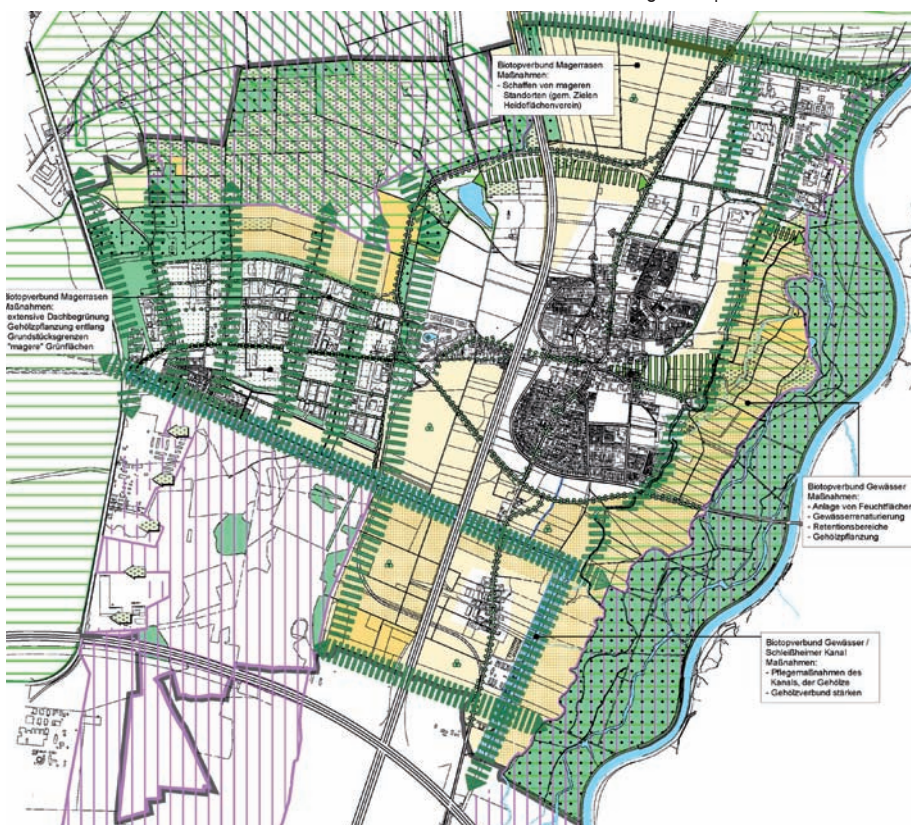 Biotopverbund Magerrasen
Maßnahmen:
- Schaffen von mageren
Standorten (gem. Zielen
Heideflächenverein)
Biotopverbund Magerrasen
Maßnahmen:
extensive Dachbegrünung
Gehölzpflanzung entlang
Grundstücksgrenzen
"magere" Grünflächen
Biotopverbund Gewässer
Maßnahmen:
- Anlage von Feuchtflächen
- Gewässerrenaturierung
- Retentionsbereiche
- Gehölzpflanzung
Biotopverbund Gewässer /
Schleißheimer Kanal
Maßnahmen:
- Pflegemaßnahmen des
Kanals, der Gehölze
- Gehölzverbund stärken